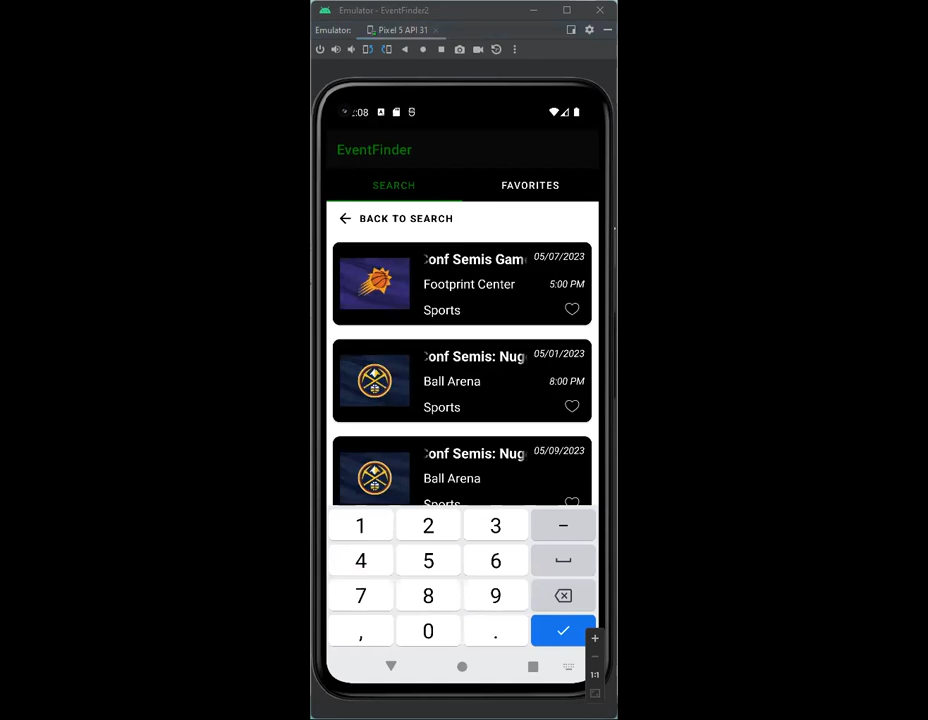 Emulator - EventFinder2
Emulator: Pixel 5 API 31
:08
EventFinder
SEARCH FAVORITES
BACK TO SEARCH
Conf Semis Gam 05/07/2023
Footprint Center 5:00 PM
Sports
Conf Semis: Nug 05/01/2023
Ball Arena 8:00 PM
Sports
Conf Semis: Nug 05/09/2023
Ball Arena
Sports
1 2 3 –
4 5 6
7 8 9
, 0 .
1:1